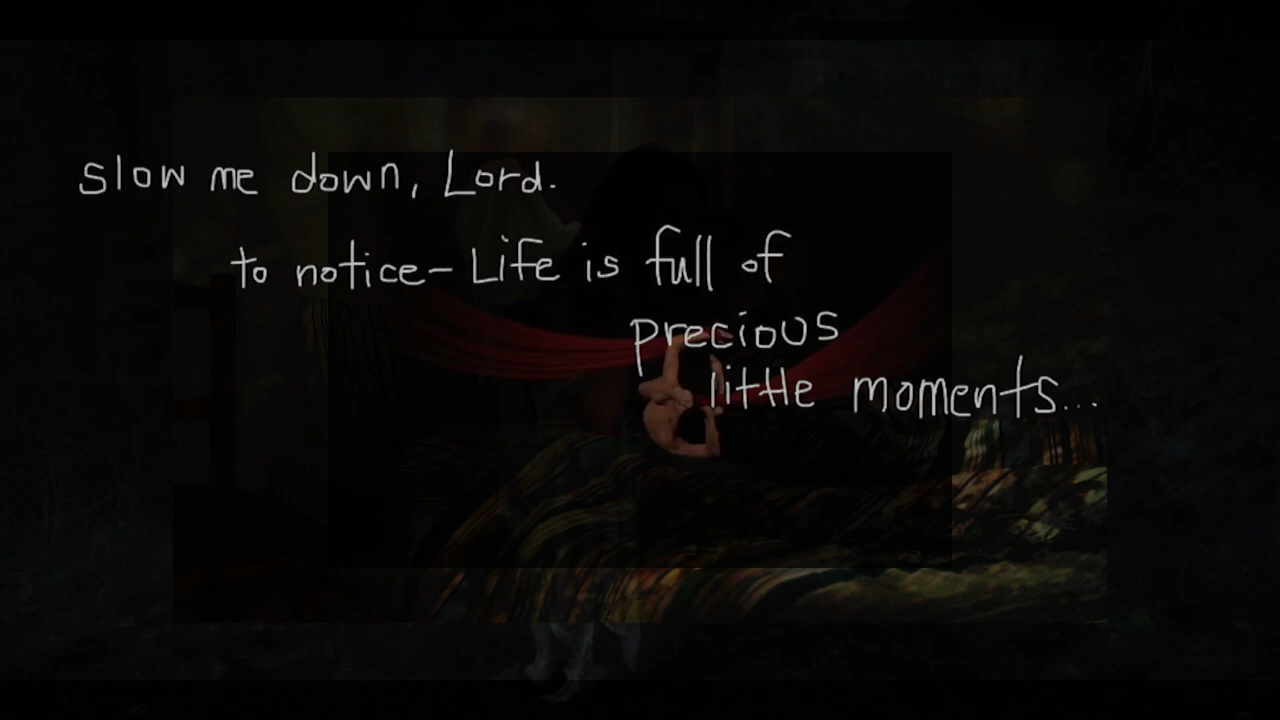 slow me down, Lord.
to notice- Life is full of
precious
little moments...